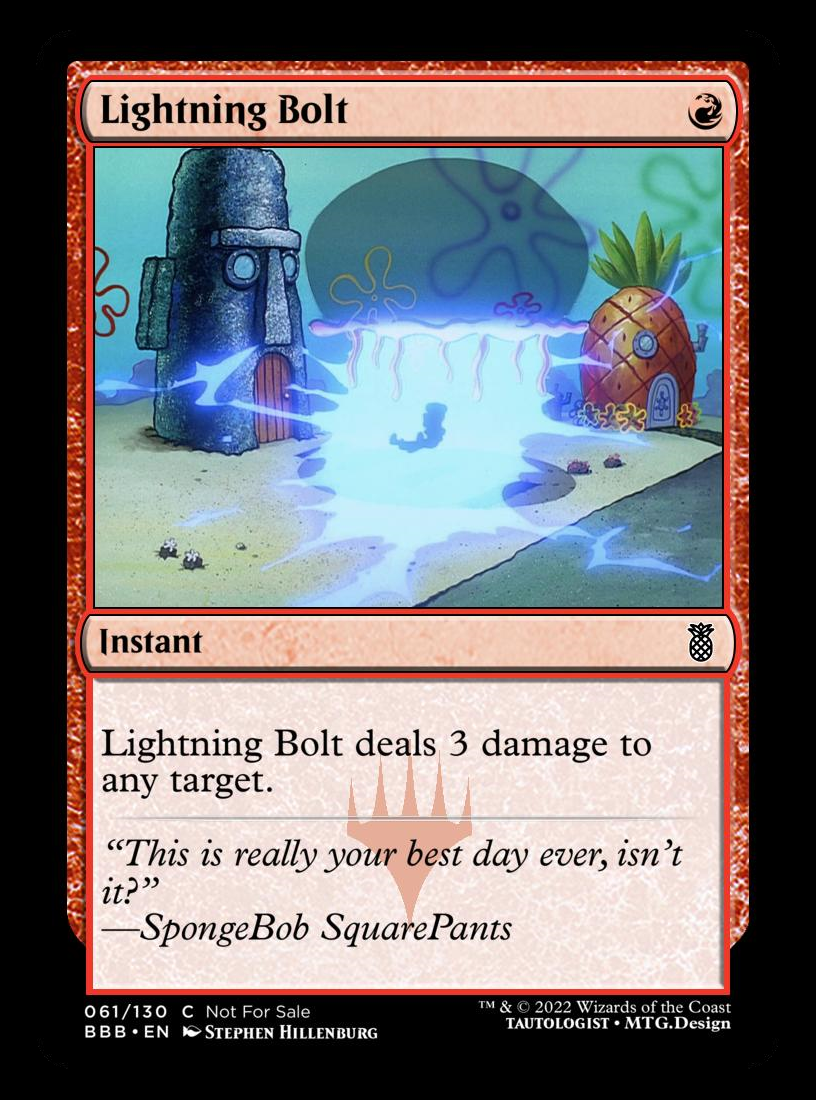 Lightning Bolt
Instant
Lightning Bolt deals 3 damage to
any target.
“This is really your best day ever, isn’t
it?”
—SpongeBob SquarePants
061/130 C Not For Sale
BBB • EN STEPHEN HILLENBURG
™ & © 2022 Wizards of the Coast
TAUTOLOGIST • MTG.Design